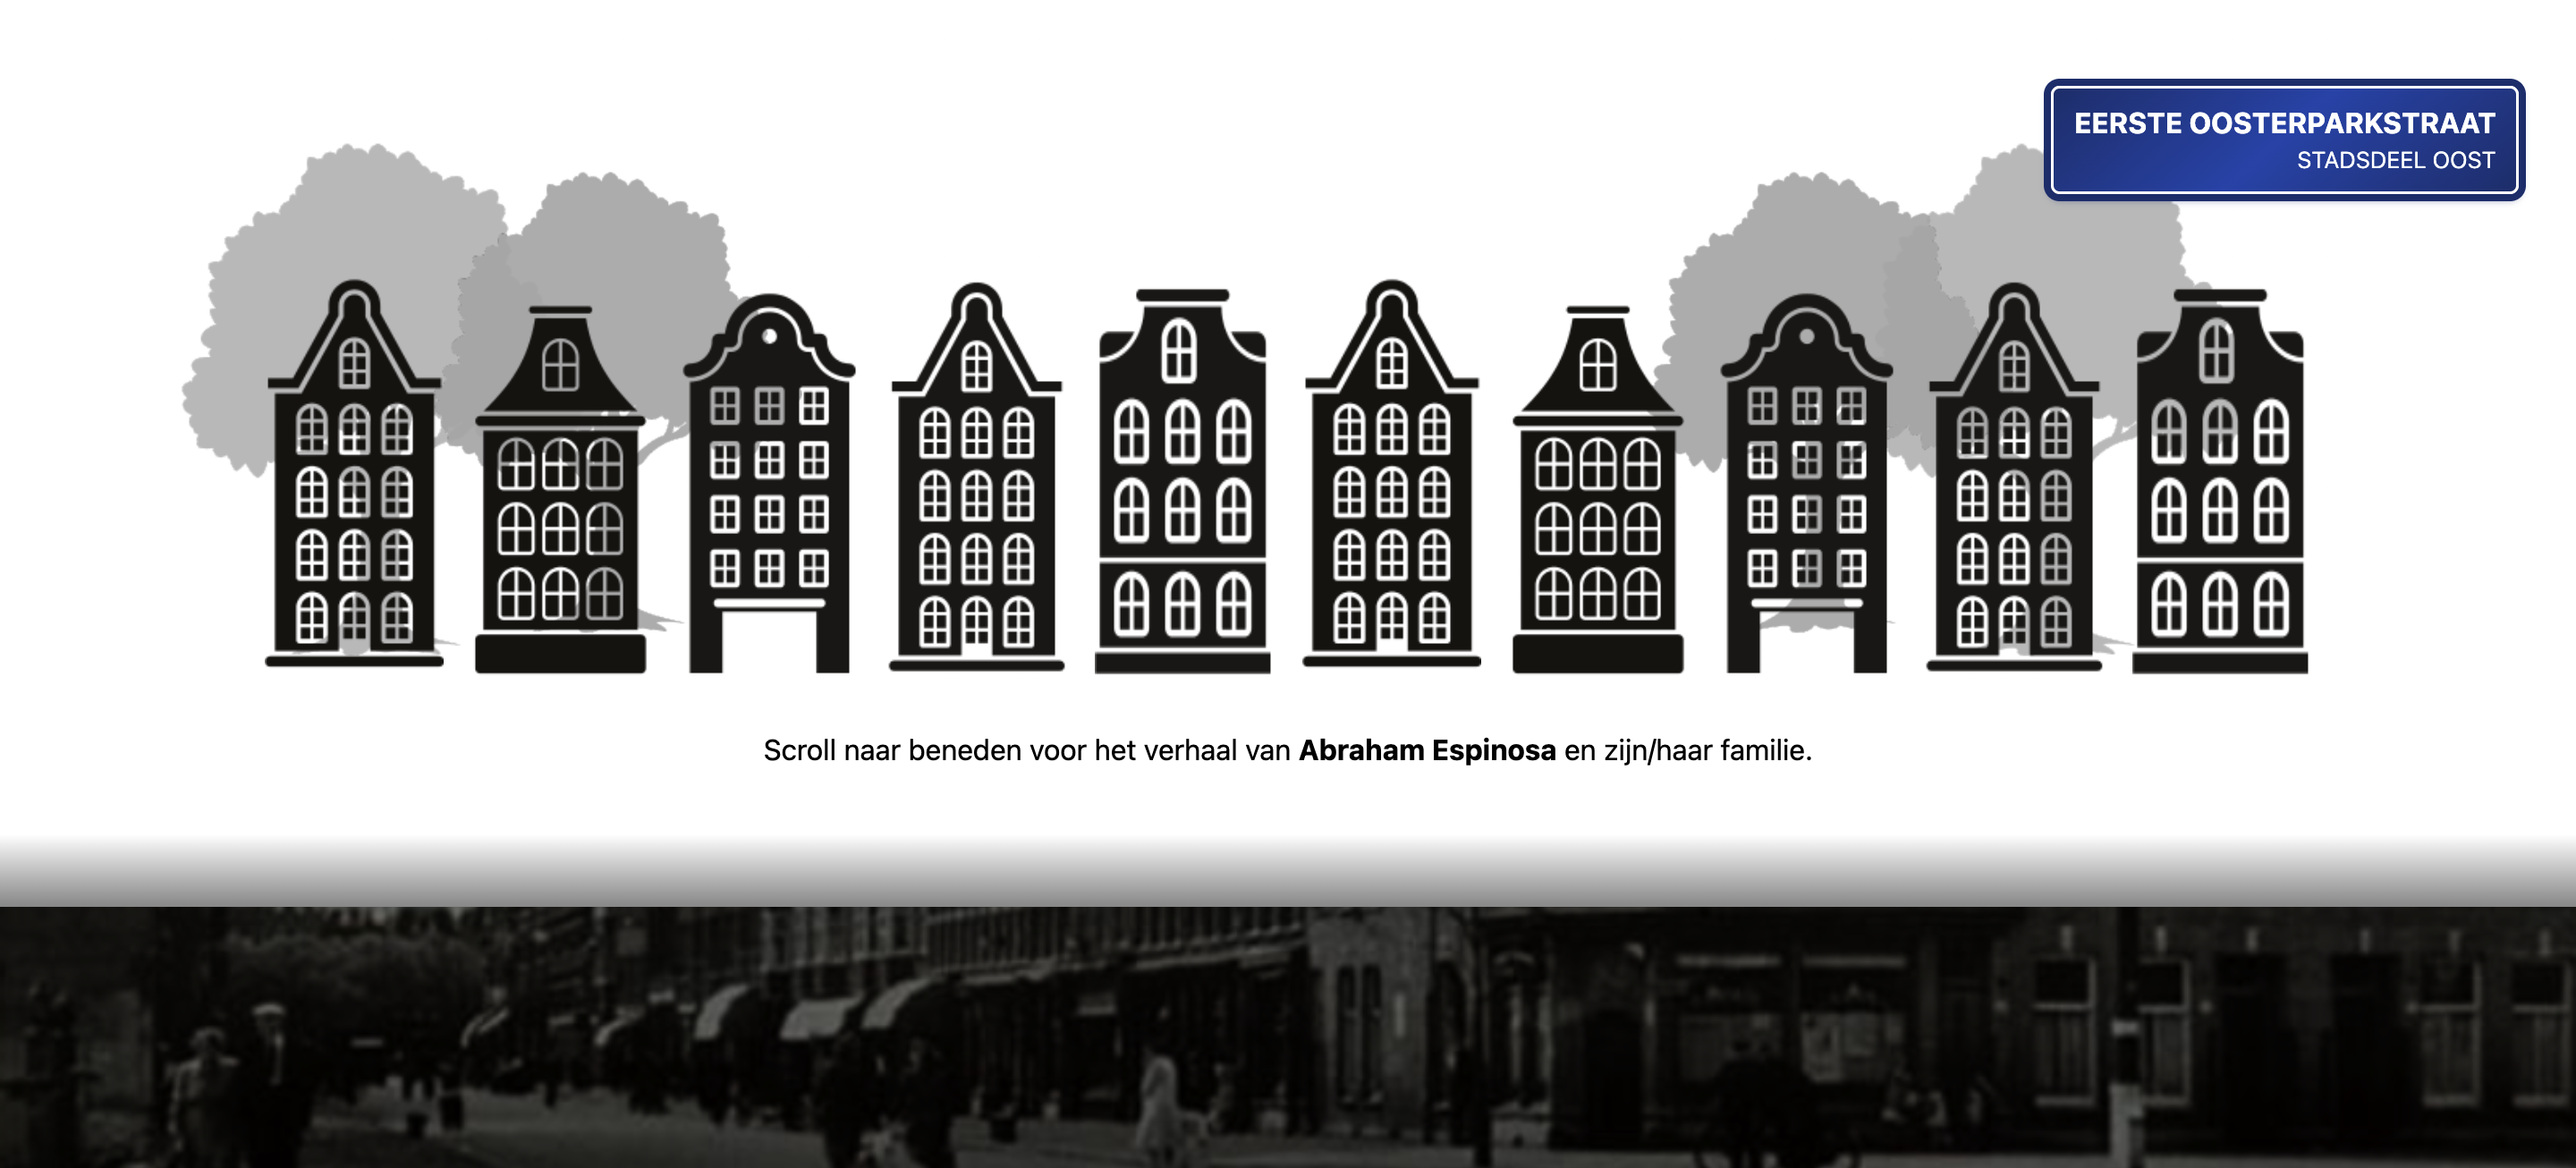 EERSTE OOSTERPARKSTRAAT
STADSDEEL OOST
Scroll naar beneden voor het verhaal van Abraham Espinosa en zijn/haar familie.